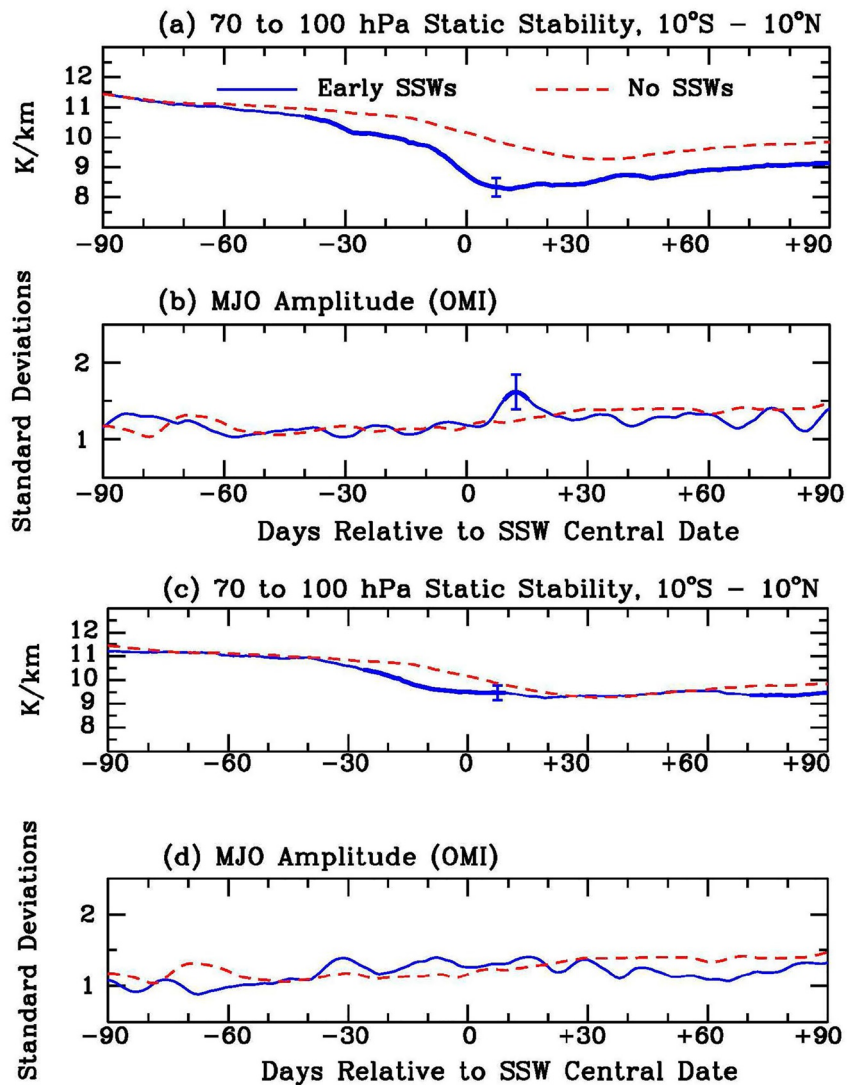 (a) 70 to 100 hPa Static Stability, 10°S – 10°N
K/km
12
11
10
9
8
Early SSWs
No SSWs
−90 −60 −30 0 +30 +60 +90
(b) MJO Amplitude (OMI)
Standard Deviations
2
1
−90 −60 −30 0 +30 +60 +90
Days Relative to SSW Central Date
(c) 70 to 100 hPa Static Stability, 10°S – 10°N
K/km
12
11
10
9
8
−90 −60 −30 0 +30 +60 +90
(d) MJO Amplitude (OMI)
Standard Deviations
2
1
−90 −60 −30 0 +30 +60 +90
Days Relative to SSW Central Date